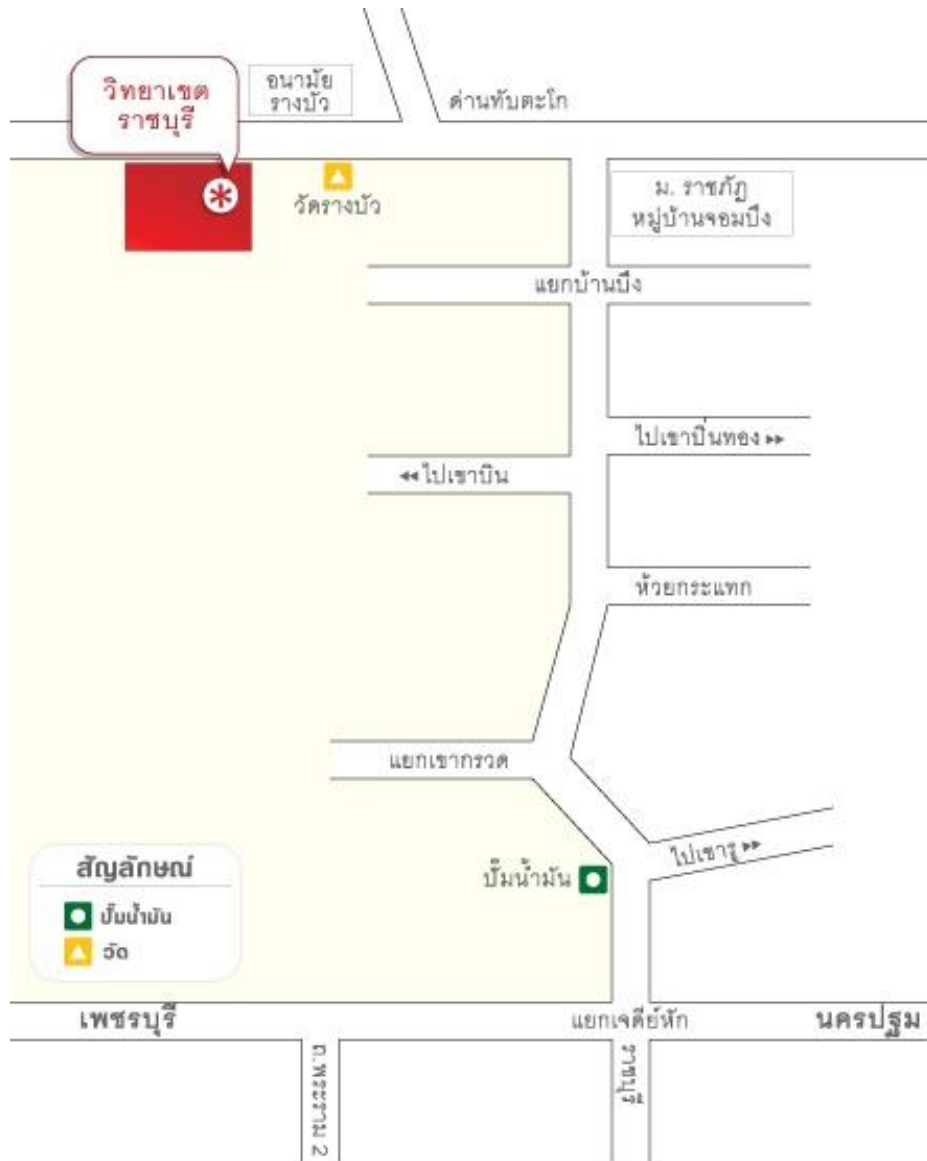 วิทยาเขต
ราชบุรี
อนามัย
รางบัว
ด่านทับตะโก
วัดรางบัว
ม. ราชภัฏ
หมู่บ้านจอมบึง
แยกบ้านบึง
ไปเขาปิ่นทอง
ไปเขาบิน
ห้วยกระแทก
แยกเขากรวด
ไปเขารู
ปั๊มน้ำมัน
สัญลักษณ์
ปั๊มน้ำมัน
วัด
เพชรบุรี
แยกเจดีย์หัก
นครปฐม
ถ.พระราม 2
ราชบุรี